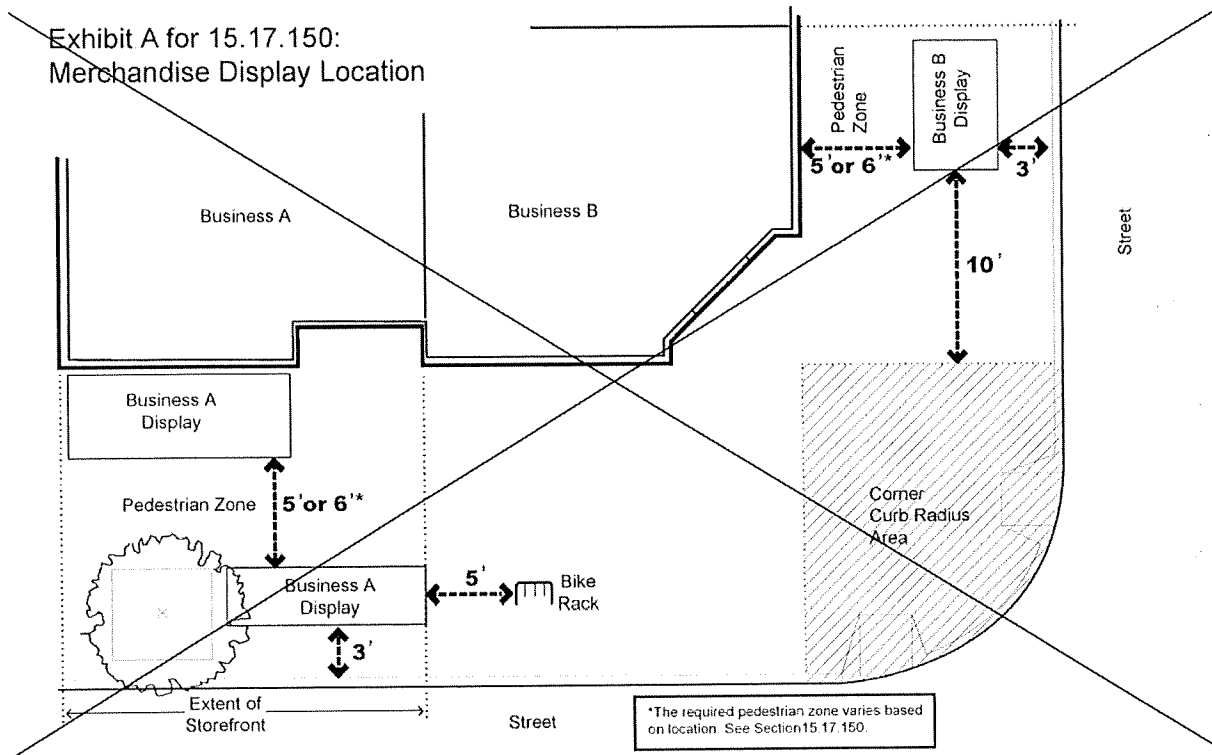 Exhibit A for 15.17.150:
Merchandise Display Location
Pedestrian
Zone
Business B
Display
5'or 6'*
3'
Business A
Business B
Street
10'
Business A
Display
Pedestrian Zone
5'or 6'*
Corner
Curb Radius
Area
Business A
Display
5'
Bike
Rack
3'
Extent of
Storefront
Street
*The required pedestrian zone varies based
on location. See Section15.17.150.